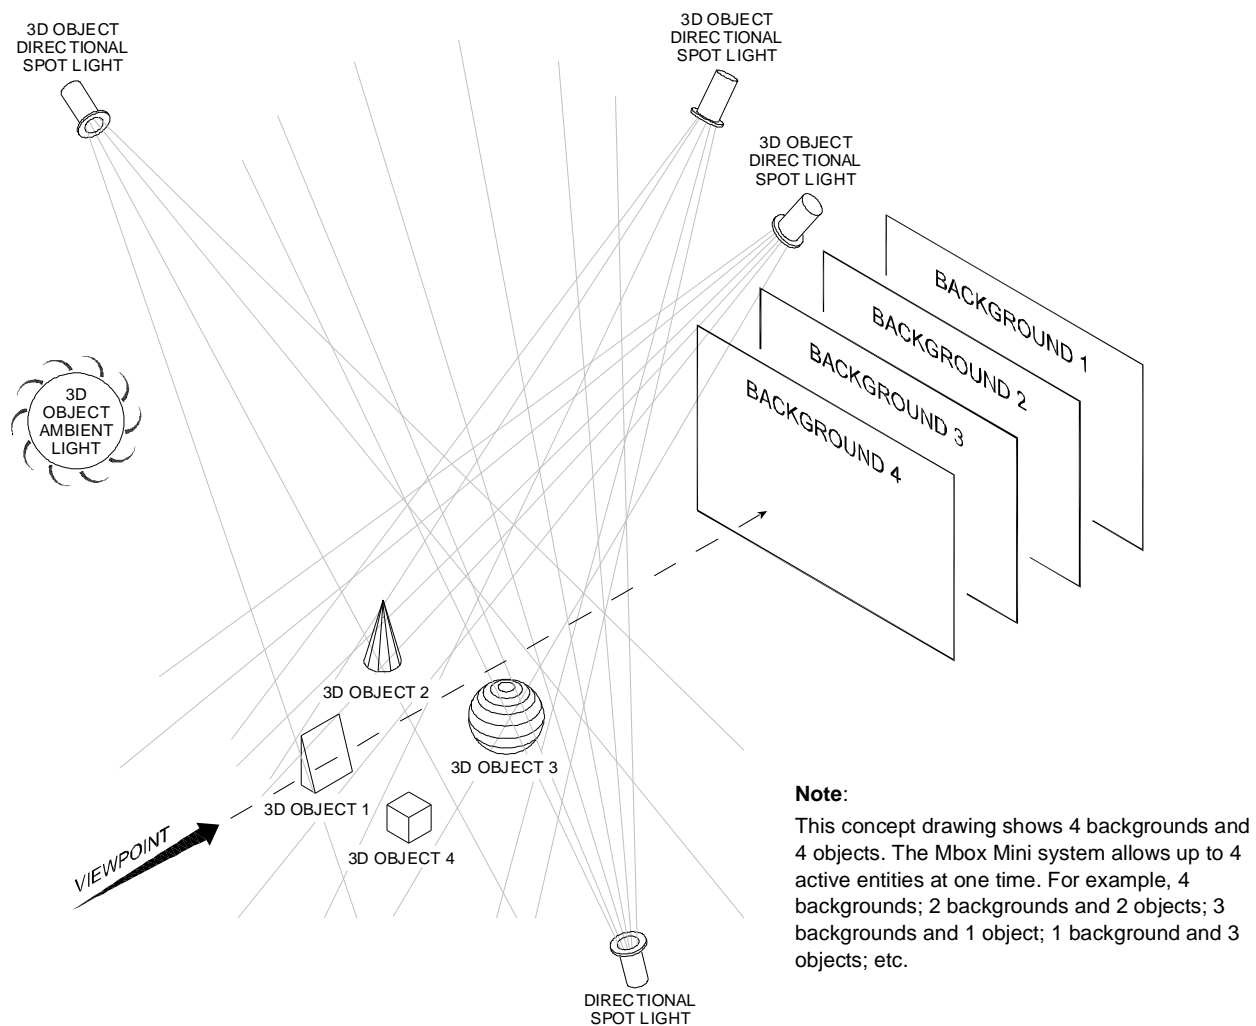 3D OBJECT
DIRECTIONAL
SPOT LIGHT
3D OBJECT
DIRECTIONAL
SPOT LIGHT
3D OBJECT
DIRECTIONAL
SPOT LIGHT
BACKGROUND 1
BACKGROUND 2
BACKGROUND 3
BACKGROUND 4
3D
OBJECT
AMBIENT
LIGHT
3D OBJECT 2
3D OBJECT 3
3D OBJECT 1
3D OBJECT 4
VIEWPOINT
DIRECTIONAL
SPOT LIGHT
Note:
This concept drawing shows 4 backgrounds and
4 objects. The Mbox Mini system allows up to 4
active entities at one time. For example, 4
backgrounds; 2 backgrounds and 2 objects; 3
backgrounds and 1 object; 1 background and 3
objects; etc.